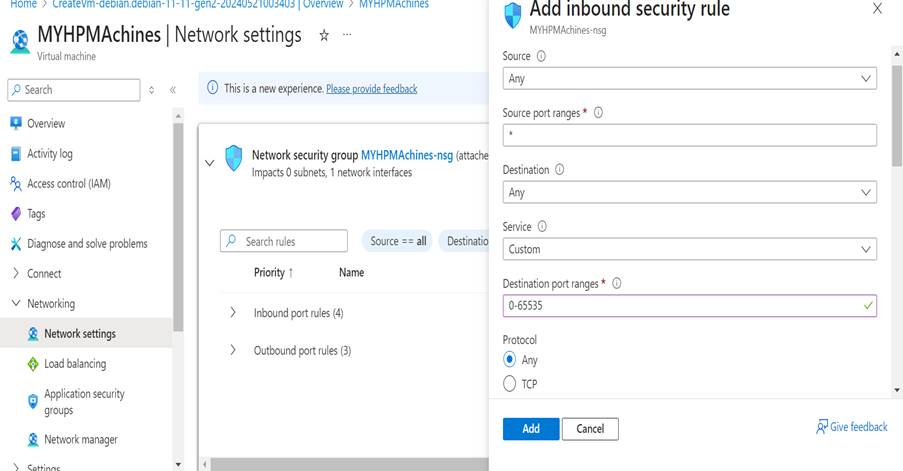 Home > CreateVm-debian.debian-11-11-gen2-20240521003403 | Overview > MYHPMAchines
MYHPMAchines | Network settings ☆ ...
Virtual machine
Search
Overview
Activity log
Access control (IAM)
Tags
Diagnose and solve problems
Connect
Networking
Network settings
Load balancing
Application security
groups
Network manager
Settings
This is a new experience. Please provide feedback
Network security group MYHPMAchines-nsg (attache
Impacts 0 subnets, 1 network interfaces
Search rules
Source == all
Destinatio
Priority ↑ Name
Inbound port rules (4)
Outbound port rules (3)
Add inbound security rule
MYHPMAchines-nsg
Source
Any
Source port ranges *
*
Destination
Any
Service
Custom
Destination port ranges *
0-65535
Protocol
Any
TCP
Add
Cancel
Give feedback